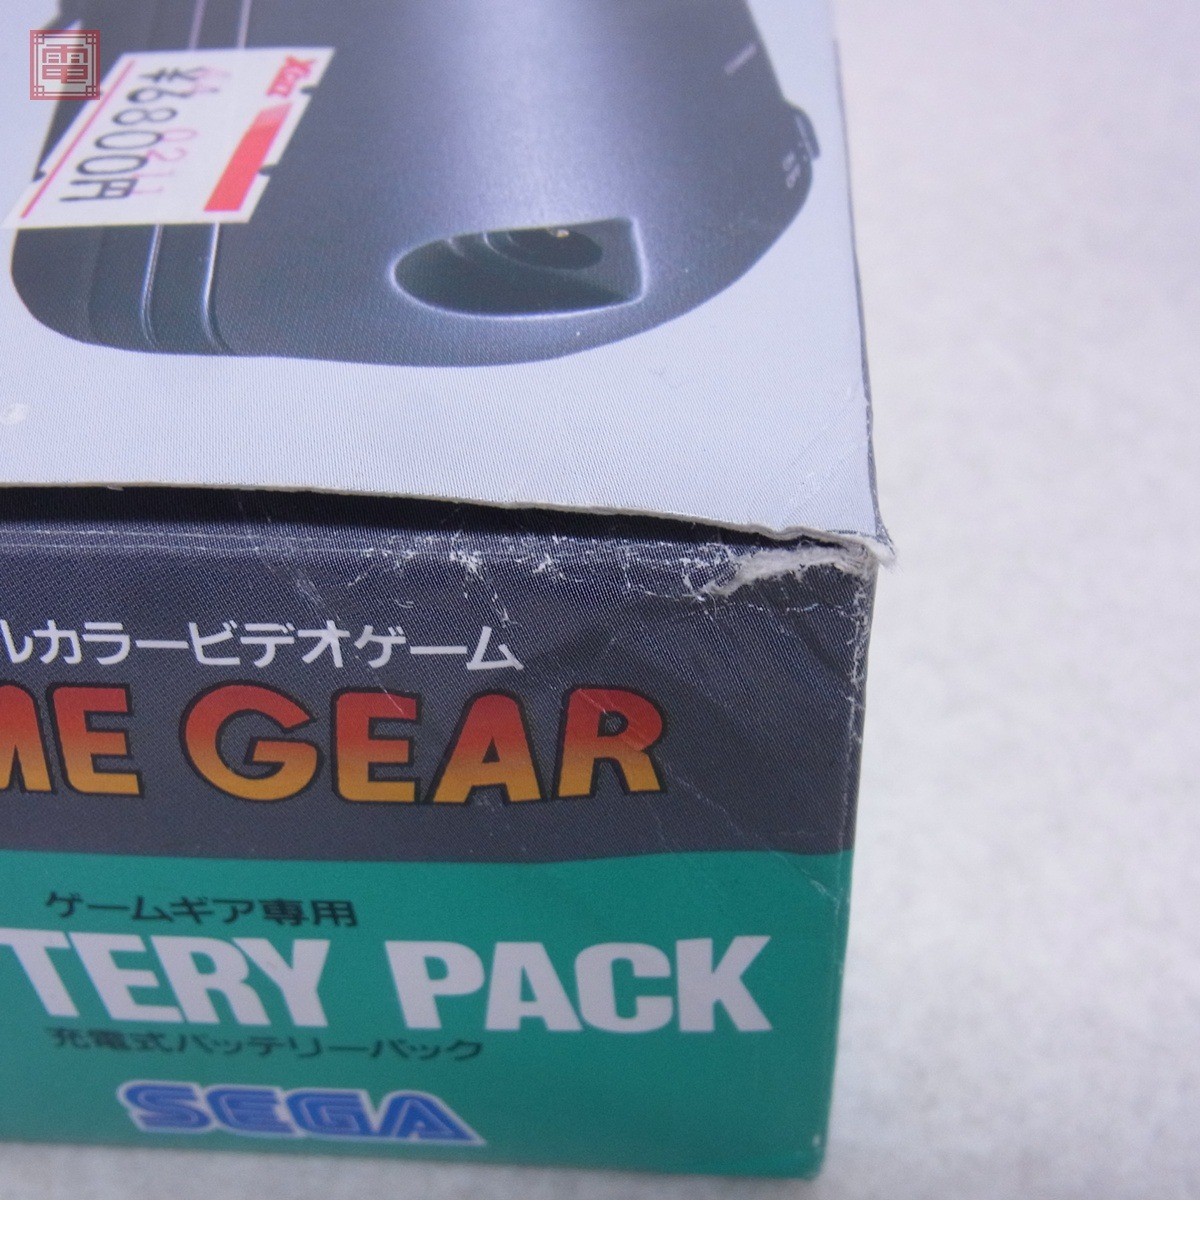 電
¥6800円
ルカラービデオゲーム
ME GEAR
ゲームギア専用
TERY PACK
充電式バッテリーパック
SEGA